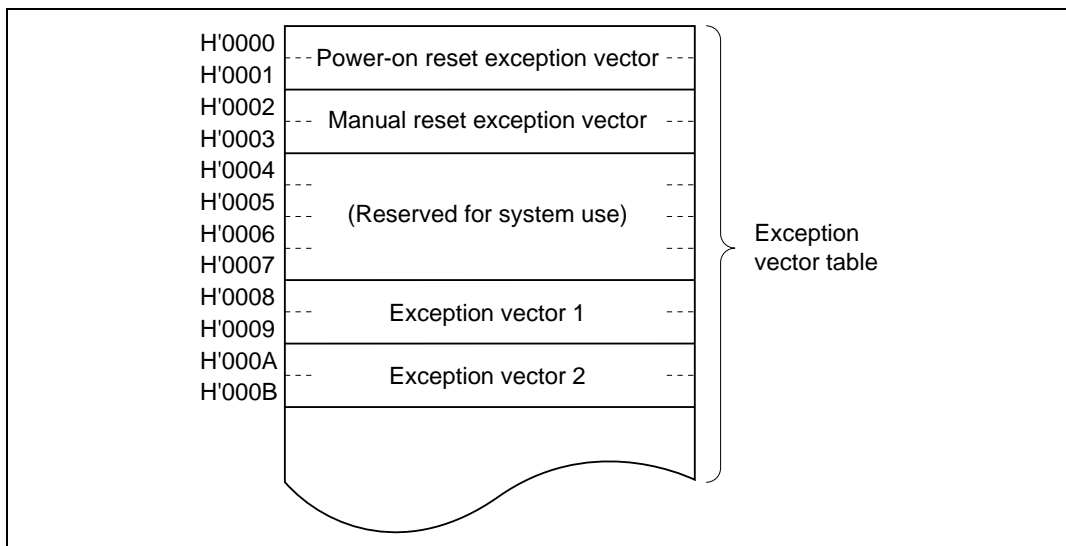 H'0000
Power-on reset exception vector
H'0001
H'0002
Manual reset exception vector
H'0003
H'0004
H'0005
(Reserved for system use)
H'0006
H'0007
H'0008
Exception vector 1
H'0009
H'000A
Exception vector 2
H'000B
Exception
vector table